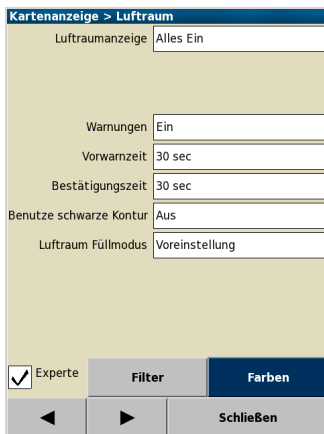 Kartenanzeige > Luftraum
Luftraumanzeige Alles Ein
Warnungen Ein
Vorwarnzeit 30 sec
Bestätigungszeit 30 sec
Benutze schwarze Kontur Aus
Luftraum Füllmodus Voreinstellung
Experte Filter Farben
Schließen